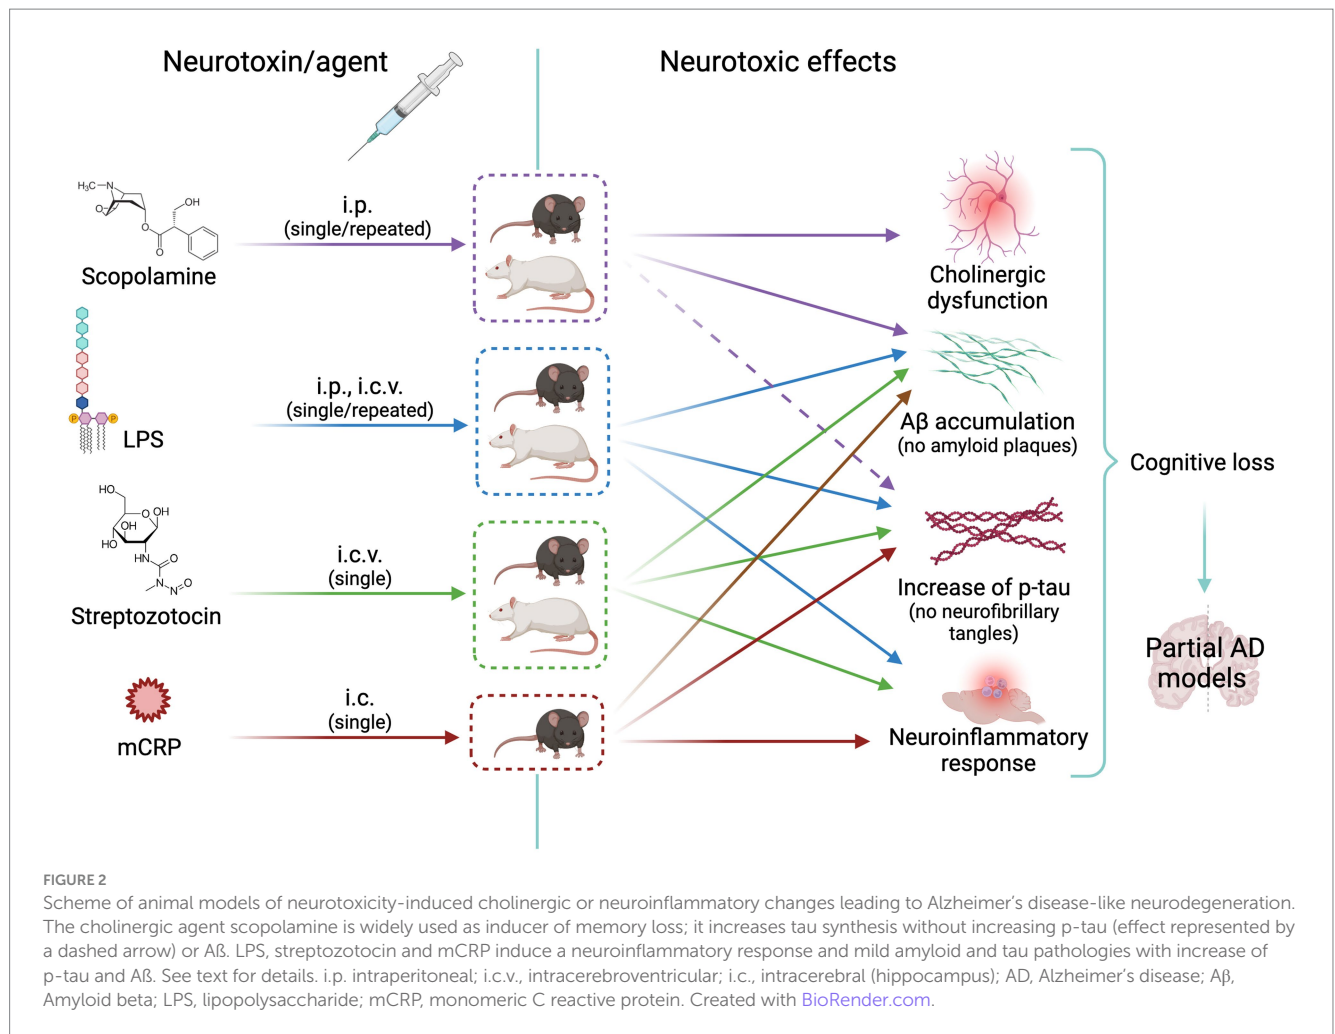 Neurotoxin/agent
Neurotoxic effects
H₃C
N
O
OH
O
O
Scopolamine
i.p.
(single/repeated)
Cholinergic
dysfunction
P
P
LPS
i.p., i.c.v.
(single/repeated)
Aβ accumulation
(no amyloid plaques)
Cognitive loss
HO
O
OH
OH
HO
NH
O
N
N
O
Streptozotocin
i.c.v.
(single)
Increase of p-tau
(no neurofibrillary
tangles)
Partial AD
models
mCRP
i.c.
(single)
Neuroinflammatory
response
FIGURE 2
Scheme of animal models of neurotoxicity-induced cholinergic or neuroinflammatory changes leading to Alzheimer's disease-like neurodegeneration.
The cholinergic agent scopolamine is widely used as inducer of memory loss; it increases tau synthesis without increasing p-tau (effect represented by
a dashed arrow) or Aß. LPS, streptozotocin and mCRP induce a neuroinflammatory response and mild amyloid and tau pathologies with increase of
p-tau and Aß. See text for details. i.p. intraperitoneal; i.c.v., intracerebroventricular; i.c., intracerebral (hippocampus); AD, Alzheimer's disease; Aβ,
Amyloid beta; LPS, lipopolysaccharide; mCRP, monomeric C reactive protein. Created with BioRender.com.